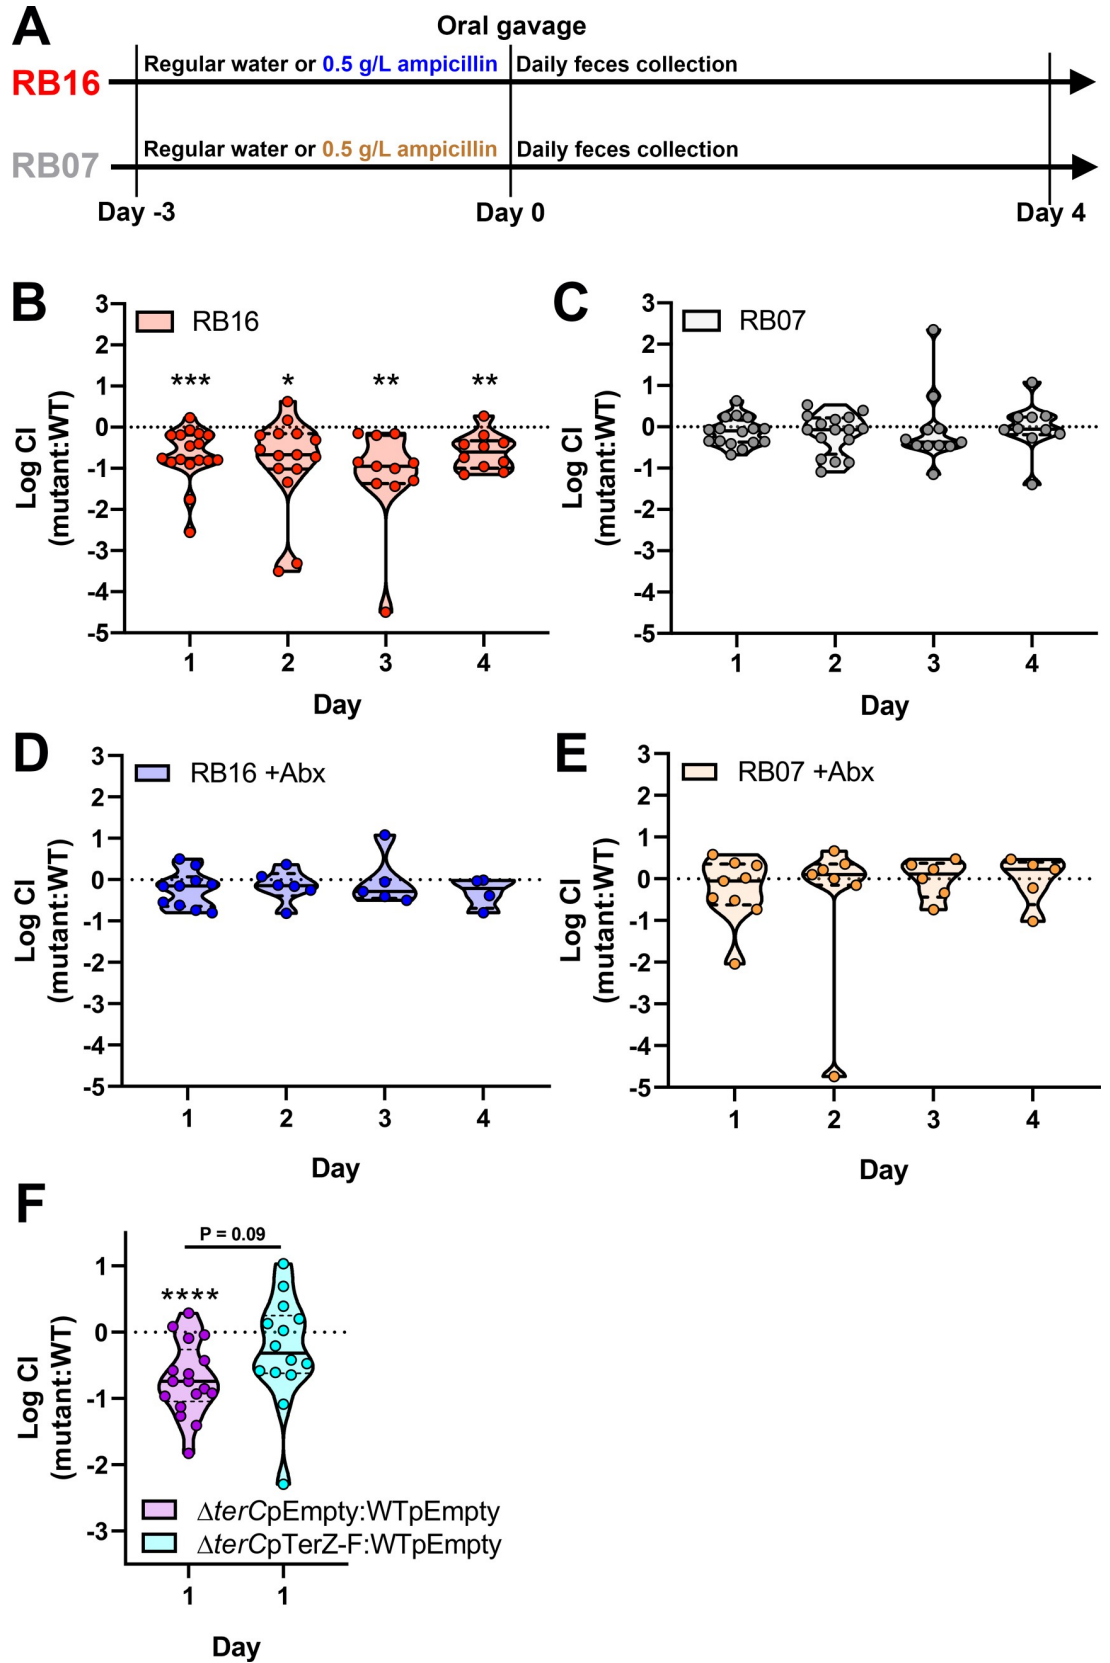 A
Oral gavage
RB16
Regular water or 0.5 g/L ampicillin
Daily feces collection
RB07
Regular water or 0.5 g/L ampicillin
Daily feces collection
Day -3
Day 0
Day 4
B
RB16
Log CI
(mutant:WT)
3
2
1
0
-1
-2
-3
-4
-5
***
*
**
**
1 2 3 4
Day
C
RB07
Log CI
(mutant:WT)
3
2
1
0
-1
-2
-3
-4
-5
1 2 3 4
Day
D
RB16 +Abx
Log CI
(mutant:WT)
3
2
1
0
-1
-2
-3
-4
-5
1 2 3 4
Day
E
RB07 +Abx
Log CI
(mutant:WT)
3
2
1
0
-1
-2
-3
-4
-5
1 2 3 4
Day
F
P = 0.09
****
Log CI
(mutant:WT)
1
0
-1
-2
-3
ΔterCpEmpty:WTpEmpty
ΔterCpTerZ-F:WTpEmpty
1 1
Day